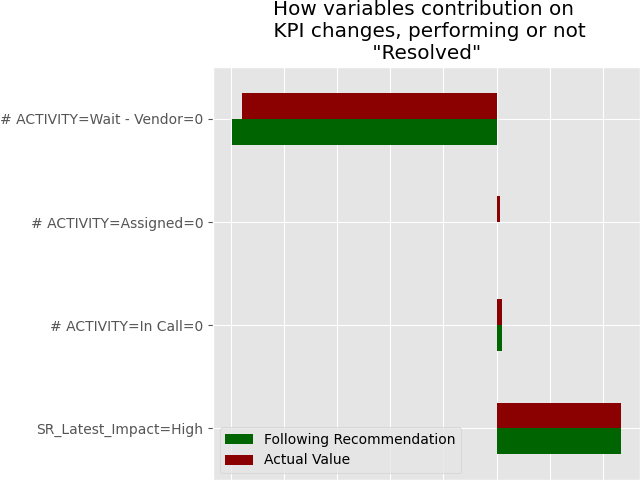 How variables contribution on
KPI changes, performing or not
"Resolved"
# ACTIVITY=Wait - Vendor=0
# ACTIVITY=Assigned=0
# ACTIVITY=In Call=0
SR_Latest_Impact=High
Following Recommendation
Actual Value